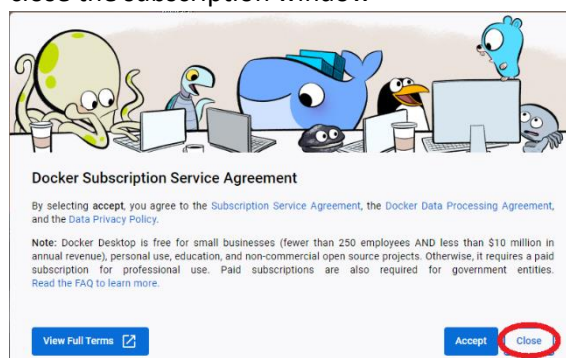 close the subscription window
Docker Subscription Service Agreement
By selecting accept, you agree to the Subscription Service Agreement, the Docker Data Processing Agreement,
and the Data Privacy Policy.
Note: Docker Desktop is free for small businesses (fewer than 250 employees AND less than $10 million in
annual revenue), personal use, education, and non-commercial open source projects. Otherwise, it requires a paid
subscription for professional use. Paid subscriptions are also required for government entities.
Read the FAQ to learn more.
View Full Terms
Accept
Close